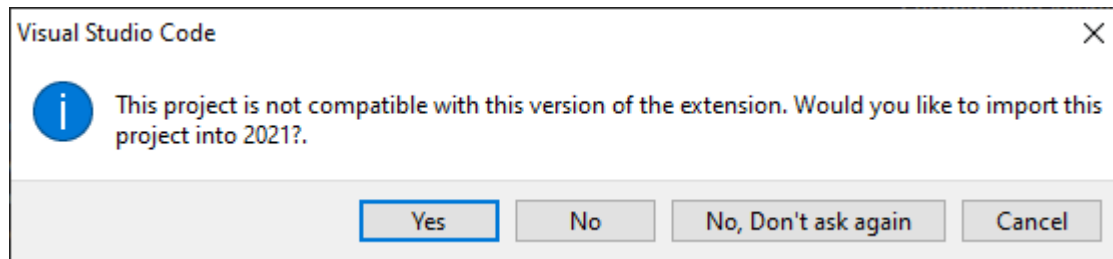 Visual Studio Code
This project is not compatible with this version of the extension. Would you like to import this
project into 2021?.
Yes
No
No, Don't ask again
Cancel